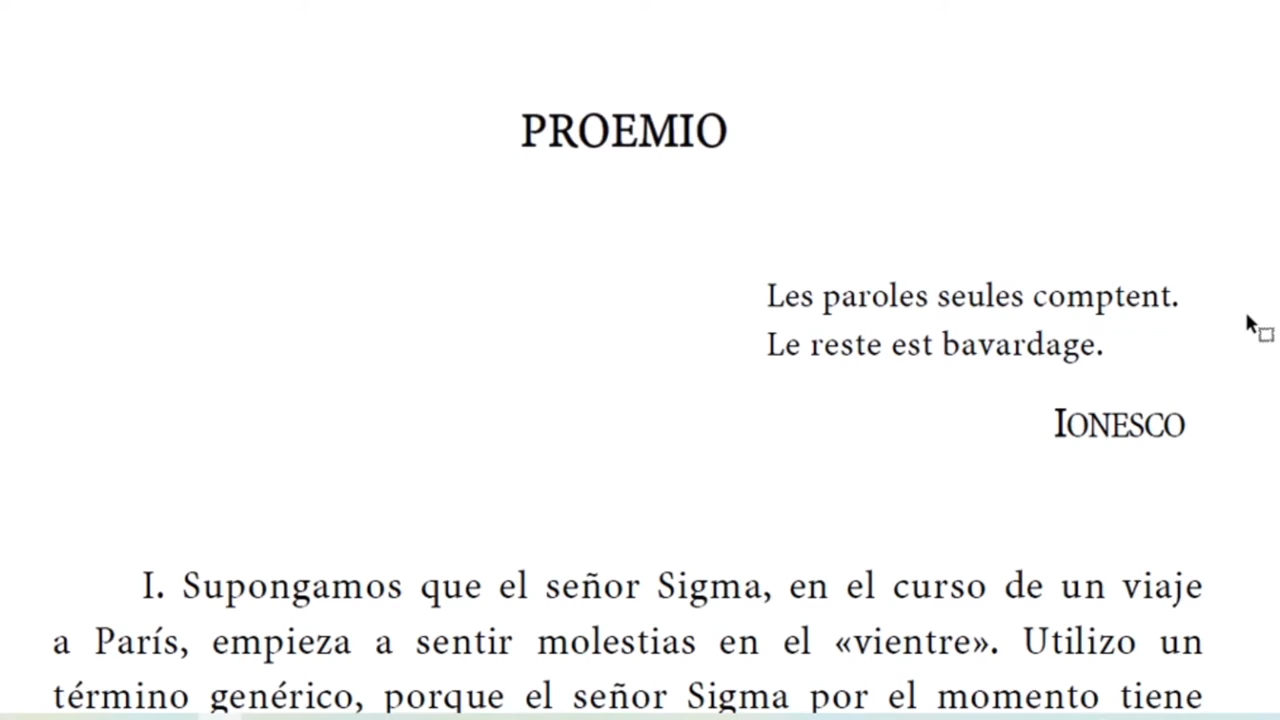 PROEMIO
Les paroles seules comptent.
Le reste est bavardage.
IONESCO
I. Supongamos que el señor Sigma, en el curso de un viaje
a París, empieza a sentir molestias en el «vientre». Utilizo un
término genérico, porque el señor Sigma por el momento tiene